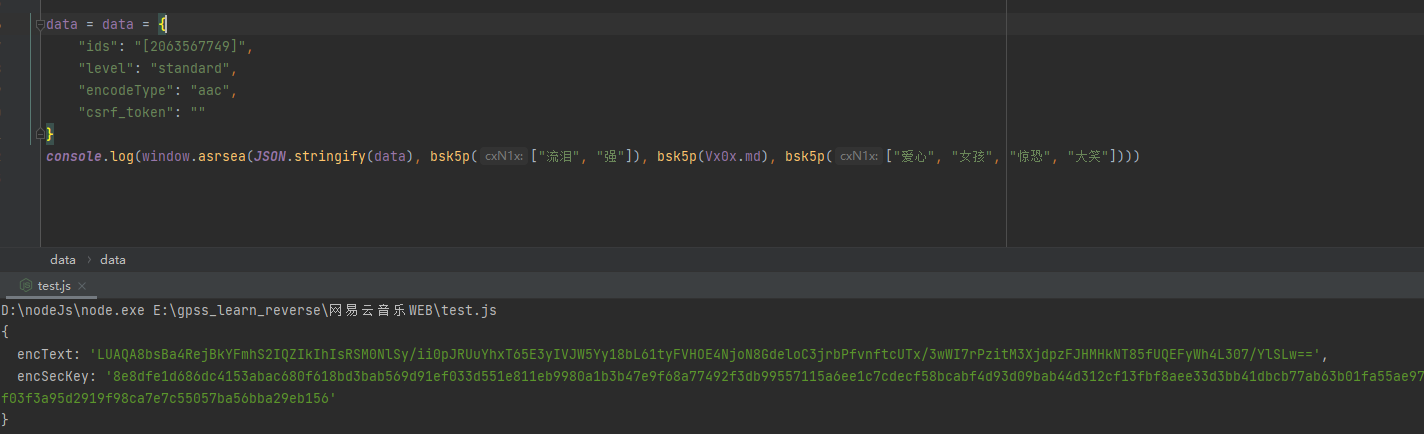 data = data = {
"ids": "[2063567749]",
"level": "standard",
"encodeType": "aac",
"csrf_token": ""
}
console.log(window.asrsea(JSON.stringify(data), bsk5p( cxN1x: ["流泪", "强"]), bsk5p(Vx0x.md), bsk5p( cxN1x: ["爱心", "女孩", "惊恐", "大笑"])))
data › data
test.js ×
D:\nodeJs\node.exe E:\gpss_learn_reverse\网易云音乐WEB\test.js
{
encText: 'LUAQA8bsBa4RejBkYFmhS2IQZIkIhIsRSM0NlSy/ii0pJRUuYhxT65E3yIVJW5Yy18bL61tyFVHOE4NjoN8GdeloC3jrbPfvnftcUTx/3wWI7rPzitM3XjdpzFJHMHkNT85fUQEFyWh4L307/YlSLw==',
encSecKey: '8e8dfe1d686dc4153abac680f618bd3bab569d91ef033d551e811eb9980a1b3b47e9f68a77492f3db99557115a6ee1c7cdecf58bcabf4d93d09bab44d312cf13fbf8aee33d3bb41dbcb77ab63b01fa55ae97
f03f3a95d2919f98ca7e7c55057ba56bba29eb156'
}